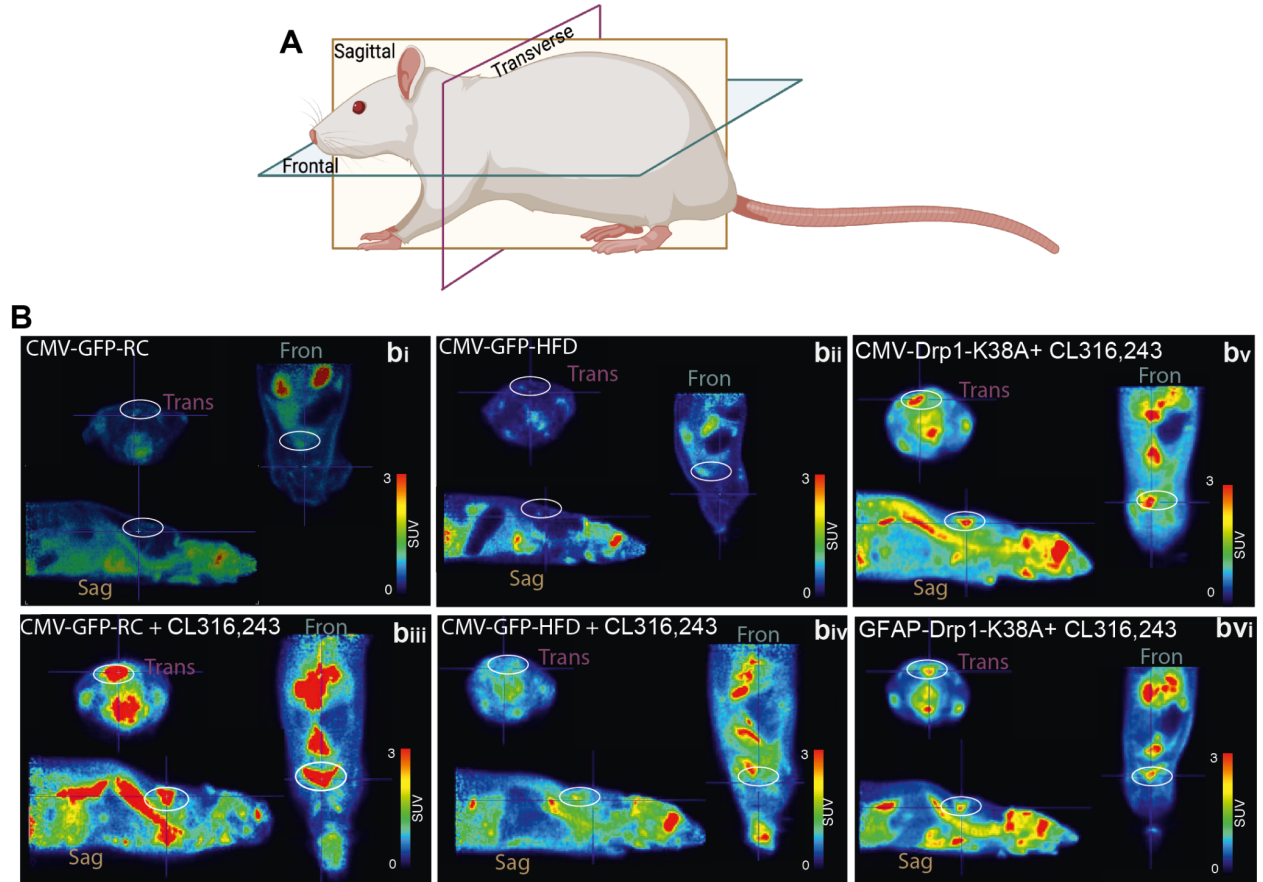 A
Sagittal
Transverse
Frontal
B
CMV-GFP-RC
Fron
bi
Trans
3
SUV
0
Sag
CMV-GFP-HFD
bii
Trans
Fron
3
SUV
0
Sag
CMV-Drp1-K38A+ CL316,243
bv
Trans
Fron
3
SUV
0
Sag
CMV-GFP-RC + CL316,243
Fron
biii
Trans
3
SUV
0
Sag
CMV-GFP-HFD + CL316,243
Fron
biv
Trans
3
SUV
0
Sag
GFAP-Drp1-K38A+ CL316,243
bvi
Trans
Fron
3
SUV
0
Sag